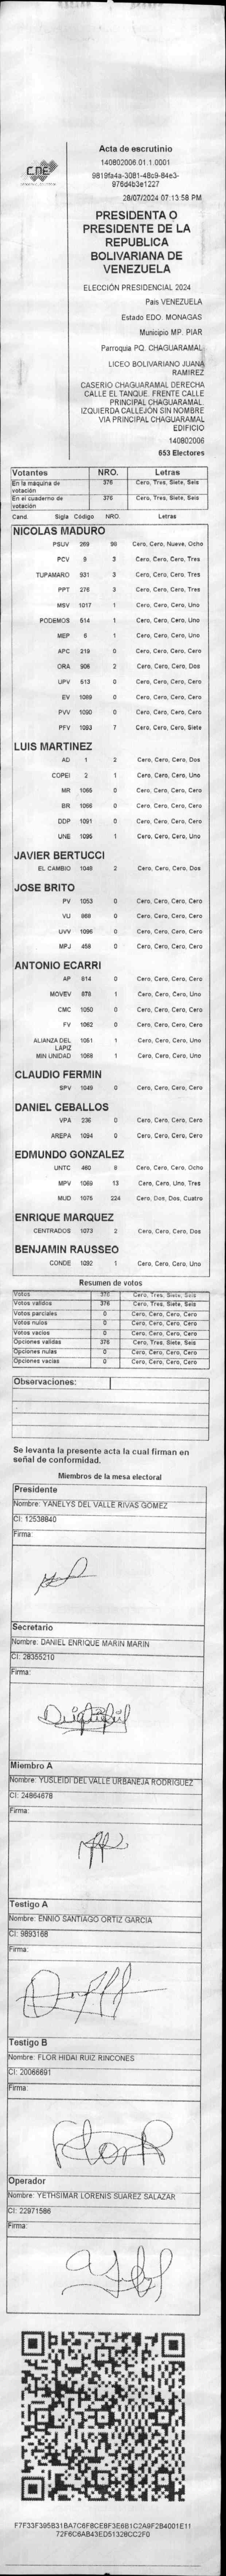 CNE
Acta de escrutinio
140802006.01.1.0001
9819fa4a-3081-48c9-84e3-
976d4b3e1227
28/07/2024 07:13:58 PM
PRESIDENTA O
PRESIDENTE DE LA
REPUBLICA
BOLIVARIANA DE
VENEZUELA
ELECCIÓN PRESIDENCIAL 2024
Pais VENEZUELA
Estado EDO. MONAGAS
Municipio MP. PIAR
Parroquia PQ. CHAGUARAMAL
LICEO BOLIVARIANO JUANA
RAMIREZ
CASERIO CHAGUARAMAL DERECHA
CALLE EL TANQUE. FRENTE CALLE
PRINCIPAL CHAGUARAMAL.
IZQUIERDA CALLEJÓN SIN NOMBRE
VIA PRINCIPAL CHAGUARAMAL
EDIFICIO
140802006
653 Electores
Votantes NRO. Letras
En la maquina de votación 376 Cero, Tres, Siete, Seis
En el cuaderno de votación 376 Cero, Tres, Siete, Seis
Cand. Sigla Código NRO. Letras
NICOLAS MADURO
PSUV 269 98 Cero, Cero, Nueve, Ocho
PCV 9 3 Cero, Cero, Cero, Tres
TUPAMARO 931 3 Cero, Cero, Cero, Tres
PPT 276 3 Cero, Cero, Cero, Tres
MSV 1017 1 Cero, Cero, Cero, Uno
PODEMOS 514 1 Cero, Cero, Cero, Uno
MEP 6 1 Cero, Cero, Cero, Uno
APC 219 0 Cero, Cero, Cero, Cero
ORA 906 2 Cero, Cero, Cero, Dos
UPV 513 0 Cero, Cero, Cero, Cero
EV 1089 0 Cero, Cero, Cero, Cero
PVV 1090 0 Cero, Cero, Cero, Cero
PFV 1093 7 Cero, Cero, Cero, Siete
LUIS MARTINEZ
AD 1 2 Cero, Cero, Cero, Dos
COPEI 2 1 Cero, Cero, Cero, Uno
MR 1065 0 Cero, Cero, Cero, Cero
BR 1066 0 Cero, Cero, Cero, Cero
DDP 1091 0 Cero, Cero, Cero, Cero
UNE 1095 1 Cero, Cero, Cero, Uno
JAVIER BERTUCCI
EL CAMBIO 1048 2 Cero, Cero, Cero, Dos
JOSE BRITO
PV 1053 0 Cero, Cero, Cero, Cero
VU 868 0 Cero, Cero, Cero, Cero
UVV 1096 0 Cero, Cero, Cero, Cero
MPJ 458 0 Cero, Cero, Cero, Cero
ANTONIO ECARRI
AP 814 0 Cero, Cero, Cero, Cero
MOVEV 878 1 Cero, Cero, Cero, Uno
CMC 1050 0 Cero, Cero, Cero, Cero
FV 1062 0 Cero, Cero, Cero, Cero
ALIANZA DEL LÁPIZ 1051 1 Cero, Cero, Cero, Uno
MIN UNIDAD 1068 1 Cero, Cero, Cero, Uno
CLAUDIO FERMIN
SPV 1049 0 Cero, Cero, Cero, Cero
DANIEL CEBALLOS
VPA 236 0 Cero, Cero, Cero, Cero
AREPA 1094 0 Cero, Cero, Cero, Cero
EDMUNDO GONZALEZ
UNTC 460 8 Cero, Cero, Cero, Ocho
MPV 1069 13 Cero, Cero, Uno, Tres
MUD 1075 224 Cero, Dos, Dos, Cuatro
ENRIQUE MARQUEZ
CENTRADOS 1073 2 Cero, Cero, Cero, Dos
BENJAMIN RAUSSEO
CONDE 1092 1 Cero, Cero, Cero, Uno
Resumen de votos
Votos 376 Cero, Tres, Siete, Seis
Votos validos 376 Cero, Tres, Siete, Seis
Votos parciales 0 Cero, Cero, Cero, Cero
Votos nulos 0 Cero, Cero, Cero, Cero
Votos vacios 0 Cero, Cero, Cero, Cero
Opciones validas 376 Cero, Tres, Siete, Seis
Opciones nulas 0 Cero, Cero, Cero, Cero
Opciones vacias 0 Cero, Cero, Cero, Cero
Observaciones:
Se levanta la presente acta la cual firman en
señal de conformidad.
Miembros de la mesa electoral
Presidente
Nombre: YANELYS DEL VALLE RIVAS GOMEZ
CI: 12538840
Firma:
Secretario
Nombre: DANIEL ENRIQUE MARIN MARIN
CI: 28355210
Firma:
Miembro A
Nombre: YUSLEIDI DEL VALLE URBANEJA RODRIGUEZ
CI: 24864678
Firma:
Testigo A
Nombre: ENNIO SANTIAGO ORTIZ GARCIA
CI: 9893168
Firma:
Testigo B
Nombre: FLOR HIDAI RUIZ RINCONES
CI: 20066691
Firma:
Operador
Nombre: YETHSIMAR LORENIS SUAREZ SALAZAR
CI: 22971586
Firma:
F7F33F395B31BA7C6F8CE8F3E6B1C2A9F2B4001E11
72F6C6AB43ED51328CC2F0